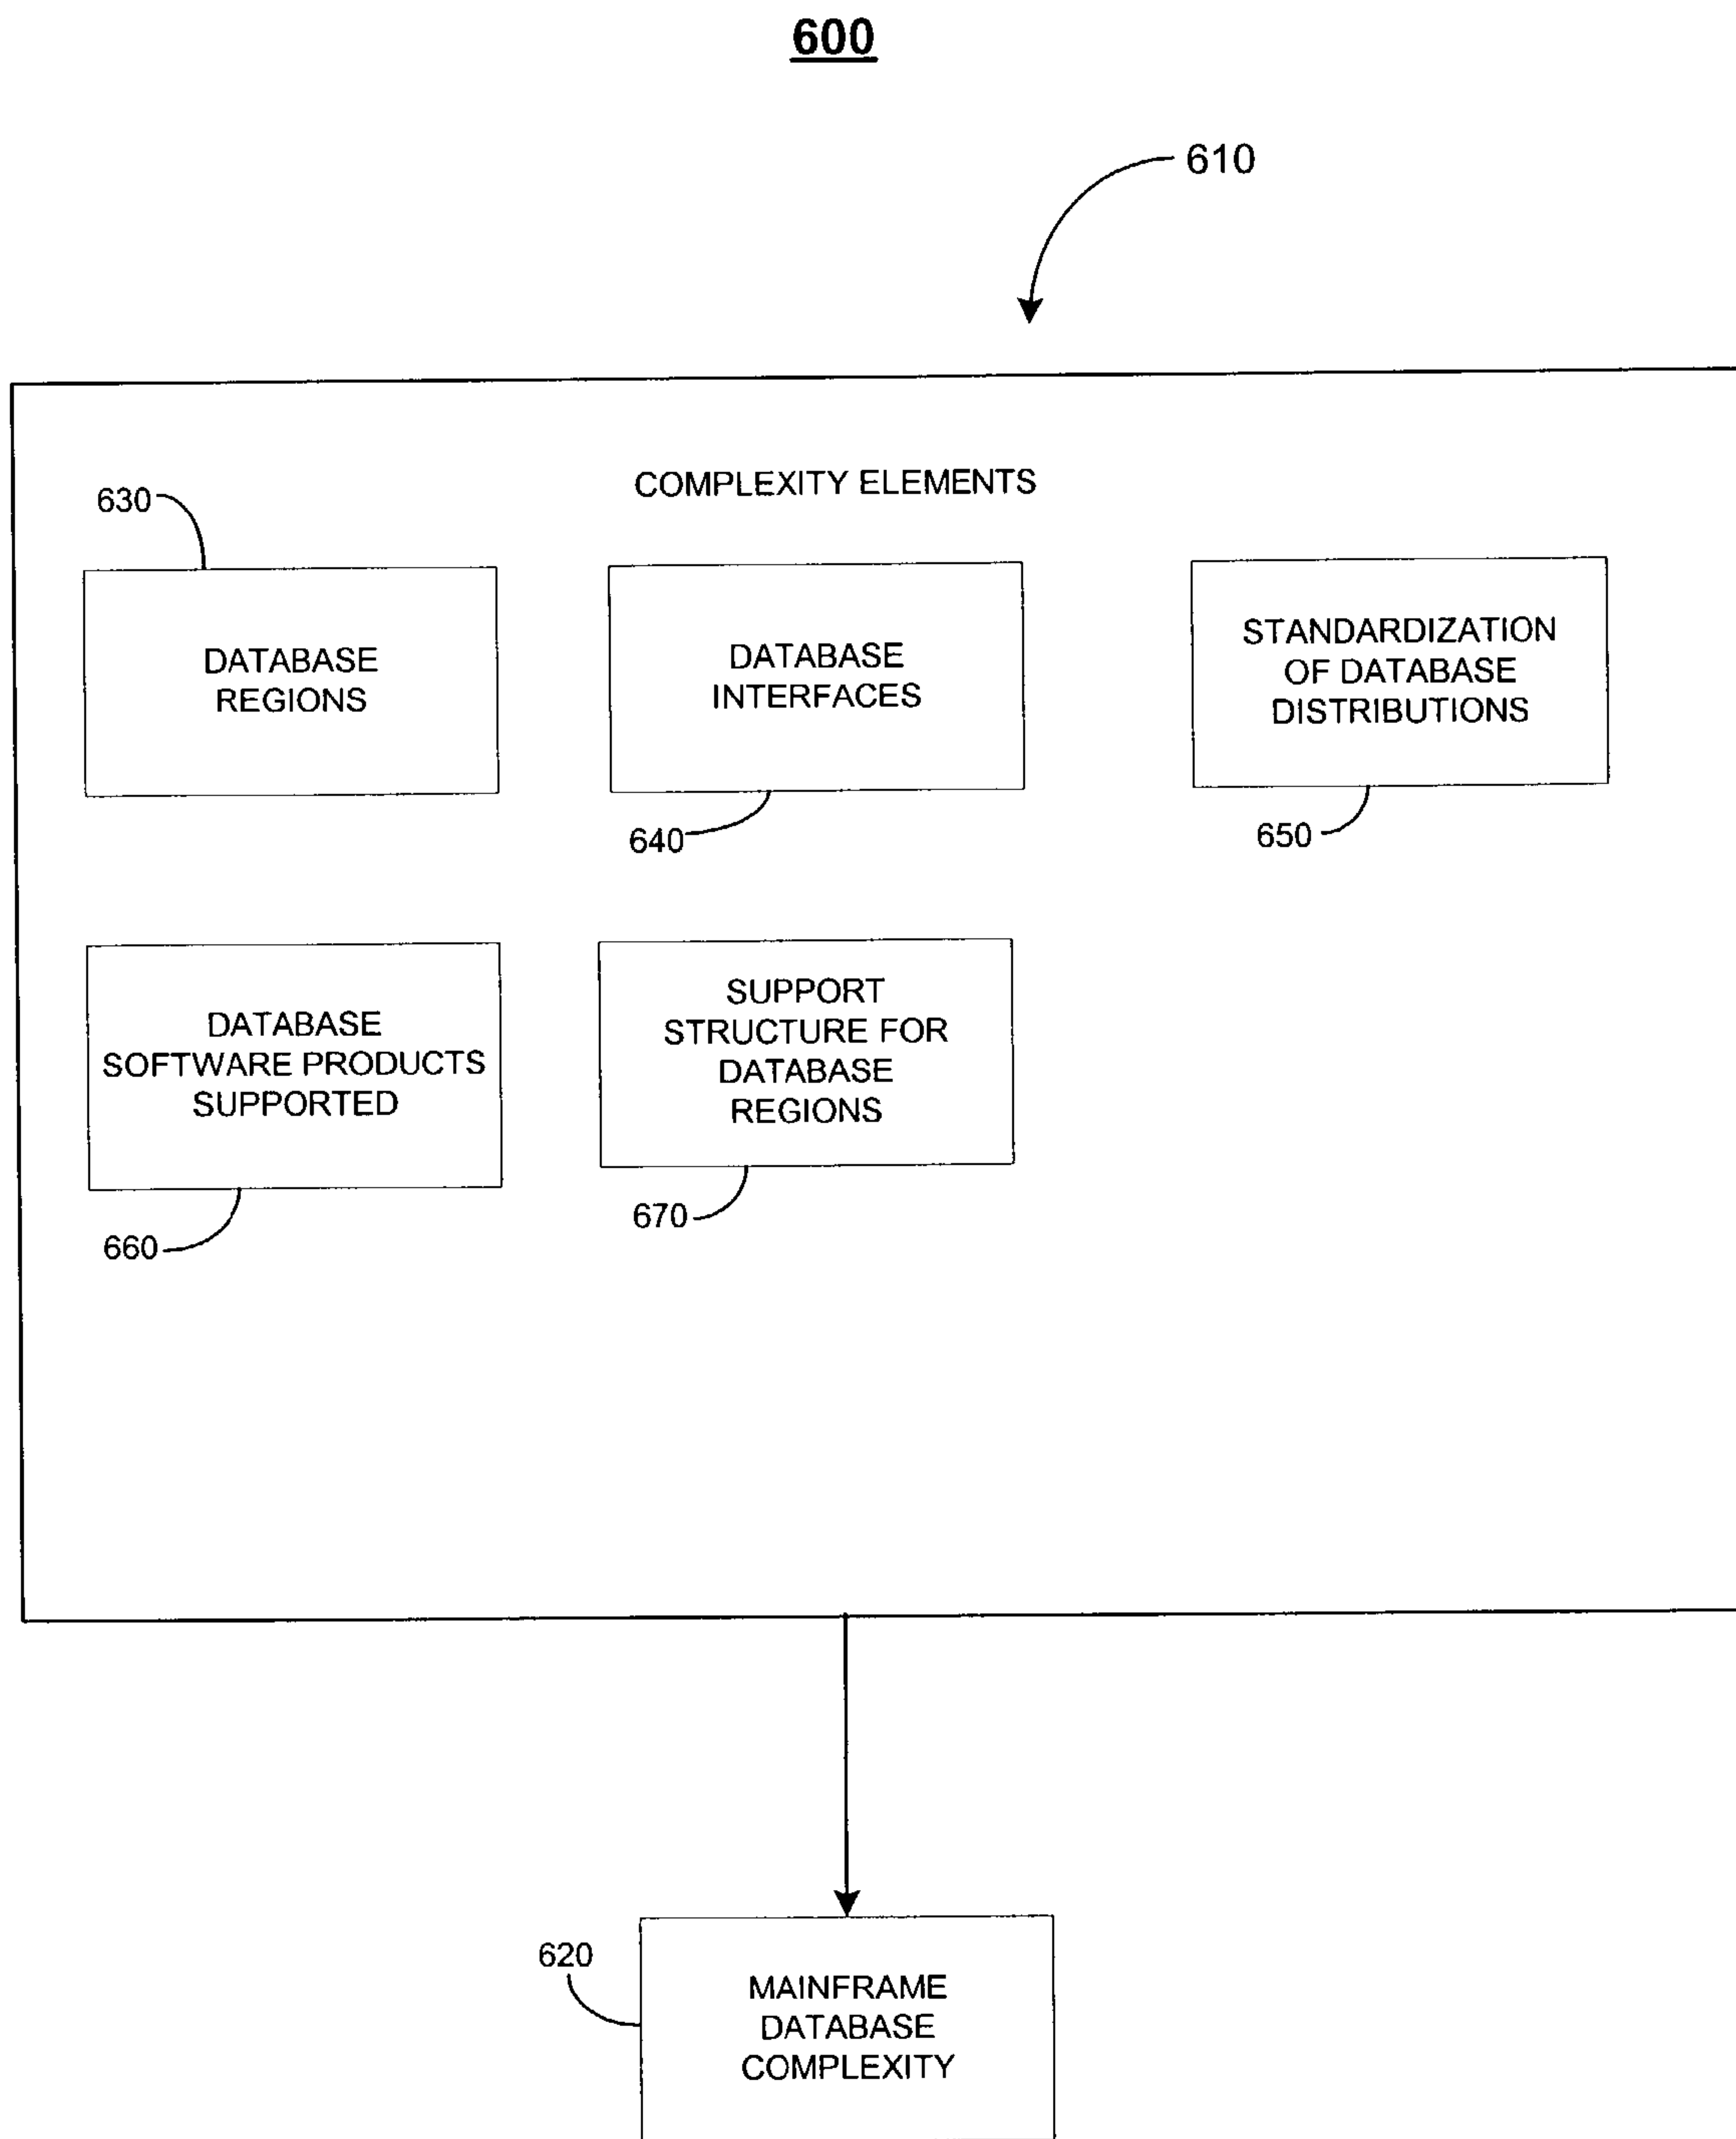 600
610
COMPLEXITY ELEMENTS
630
DATABASE
REGIONS
DATABASE
INTERFACES
640
STANDARDIZATION
OF DATABASE
DISTRIBUTIONS
650
DATABASE
SOFTWARE PRODUCTS
SUPPORTED
660
SUPPORT
STRUCTURE FOR
DATABASE
REGIONS
670
620
MAINFRAME
DATABASE
COMPLEXITY